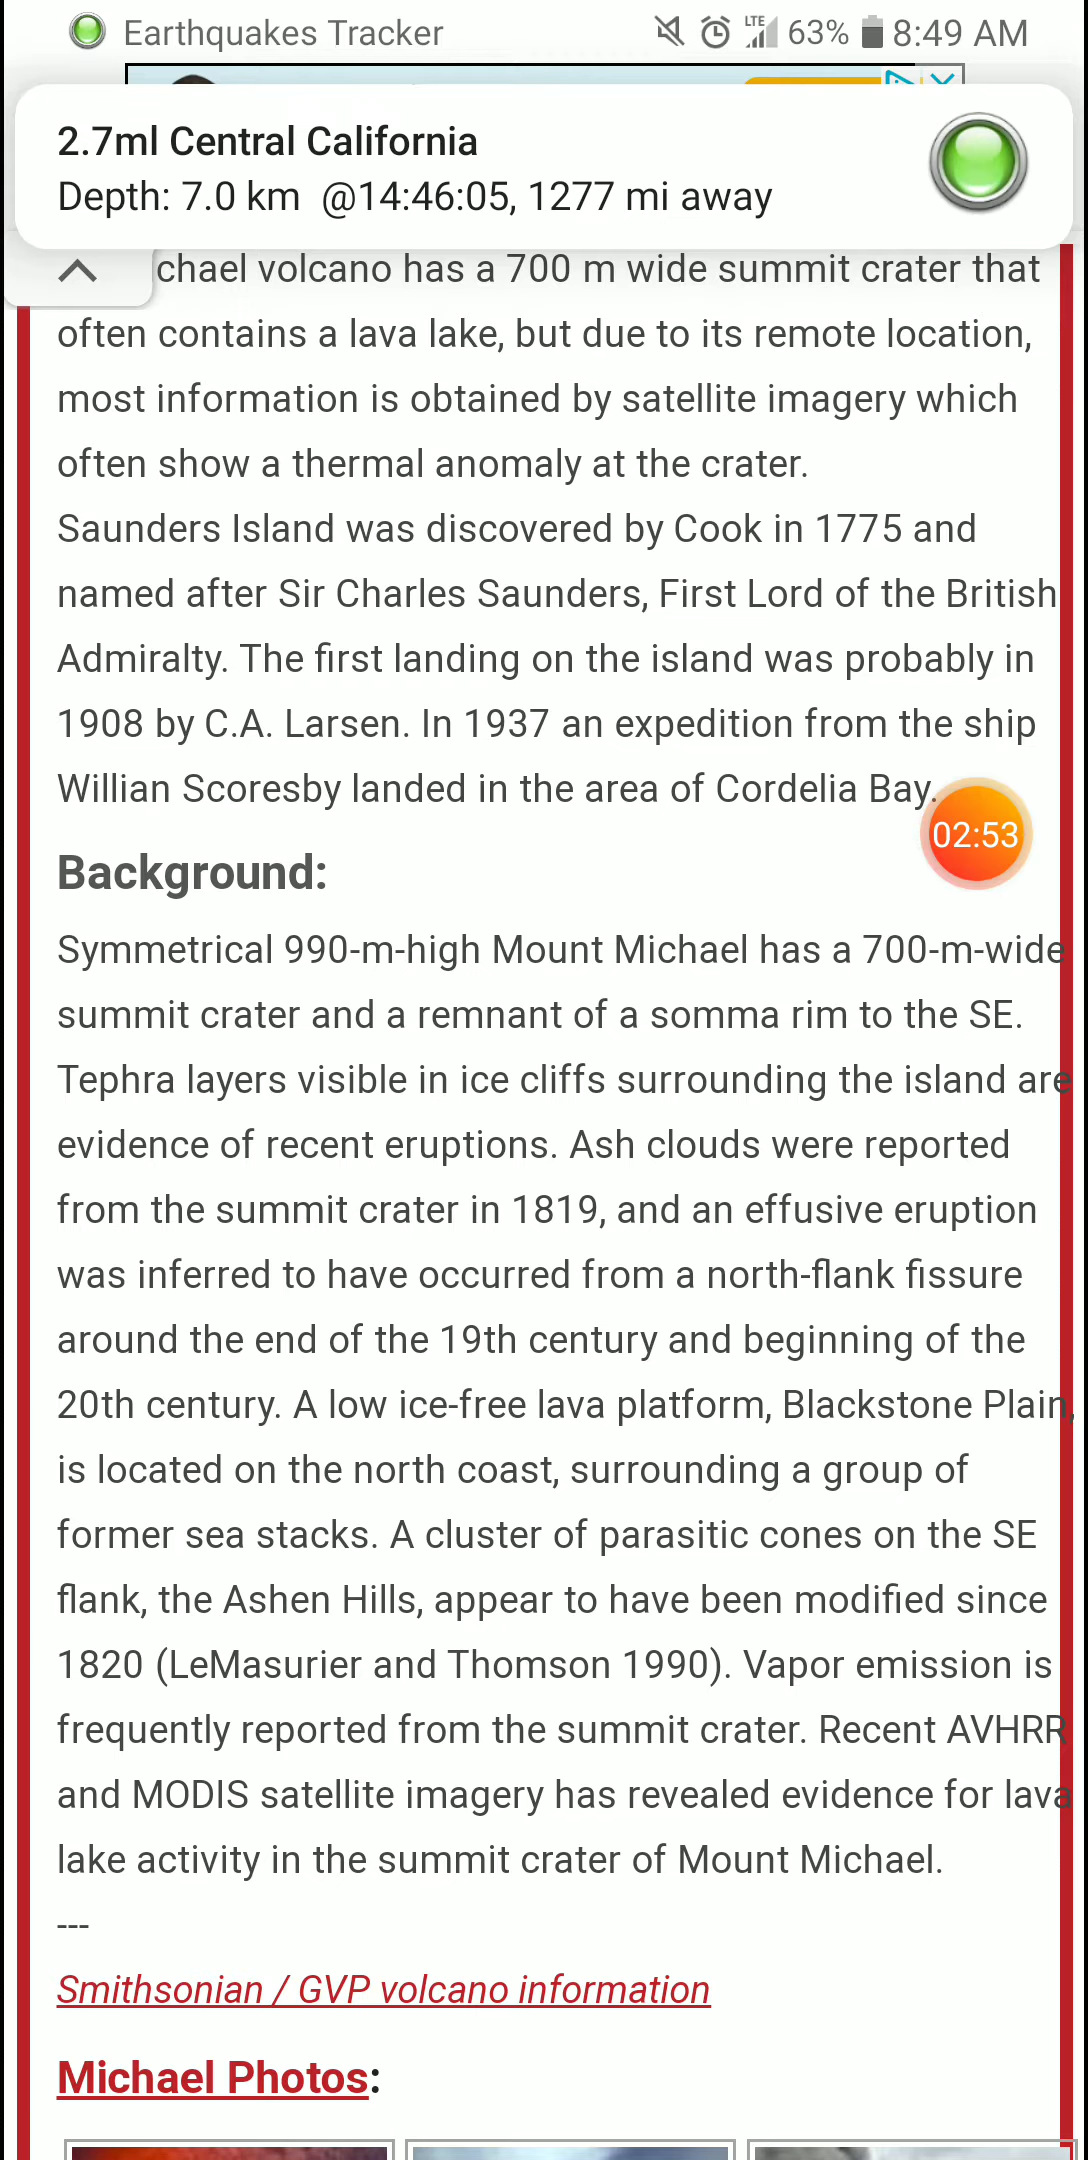 Earthquakes Tracker LTE 63% 8:49 AM
2.7ml Central California
Depth: 7.0 km @14:46:05, 1277 mi away
chael volcano has a 700 m wide summit crater that
often contains a lava lake, but due to its remote location,
most information is obtained by satellite imagery which
often show a thermal anomaly at the crater.
Saunders Island was discovered by Cook in 1775 and
named after Sir Charles Saunders, First Lord of the British
Admiralty. The first landing on the island was probably in
1908 by C.A. Larsen. In 1937 an expedition from the ship
Willian Scoresby landed in the area of Cordelia Bay.
02:53
Background:
Symmetrical 990-m-high Mount Michael has a 700-m-wide
summit crater and a remnant of a somma rim to the SE.
Tephra layers visible in ice cliffs surrounding the island are
evidence of recent eruptions. Ash clouds were reported
from the summit crater in 1819, and an effusive eruption
was inferred to have occurred from a north-flank fissure
around the end of the 19th century and beginning of the
20th century. A low ice-free lava platform, Blackstone Plain,
is located on the north coast, surrounding a group of
former sea stacks. A cluster of parasitic cones on the SE
flank, the Ashen Hills, appear to have been modified since
1820 (LeMasurier and Thomson 1990). Vapor emission is
frequently reported from the summit crater. Recent AVHRR
and MODIS satellite imagery has revealed evidence for lava
lake activity in the summit crater of Mount Michael.
---
Smithsonian / GVP volcano information
Michael Photos: